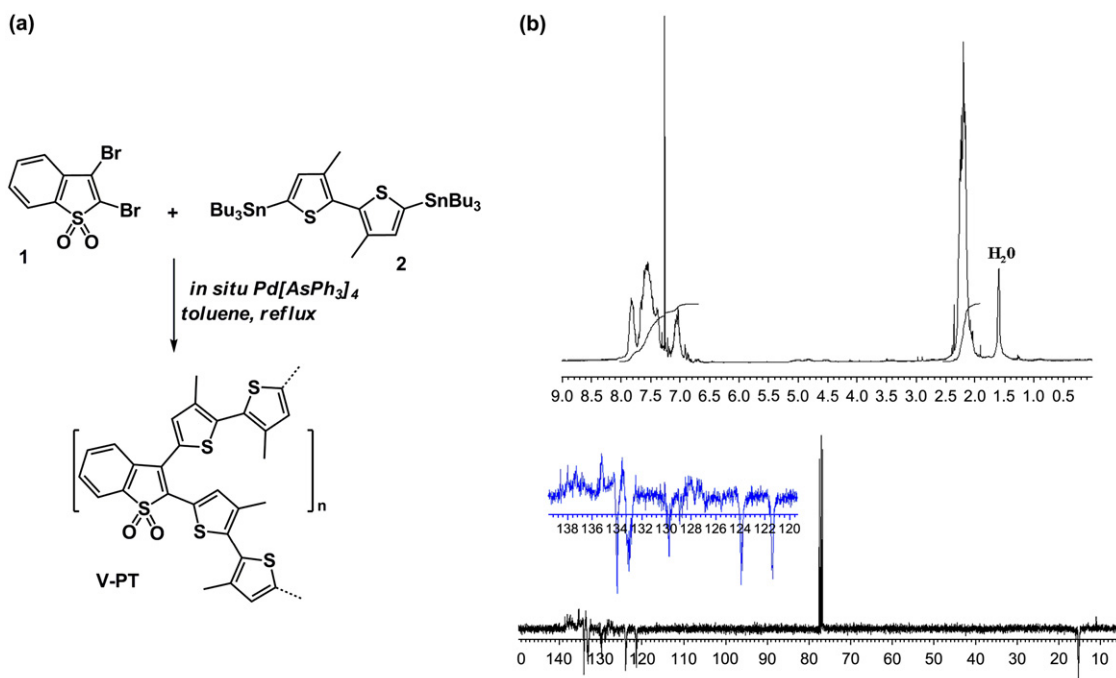 (a)
(b)
Br
Br
S
O O
1
+
Bu3Sn
S
S
SnBu3
2
in situ Pd[AsPh3]4
toluene, reflux
S
S
S
O O
S
S
n
V-PT
H20
9.0 8.5 8.0 7.5 7.0 6.5 6.0 5.5 5.0 4.5 4.0 3.5 3.0 2.5 2.0 1.5 1.0 0.5
138 136 134 132 130 128 126 124 122 120
0 140 130 120 110 100 90 80 70 60 50 40 30 20 10